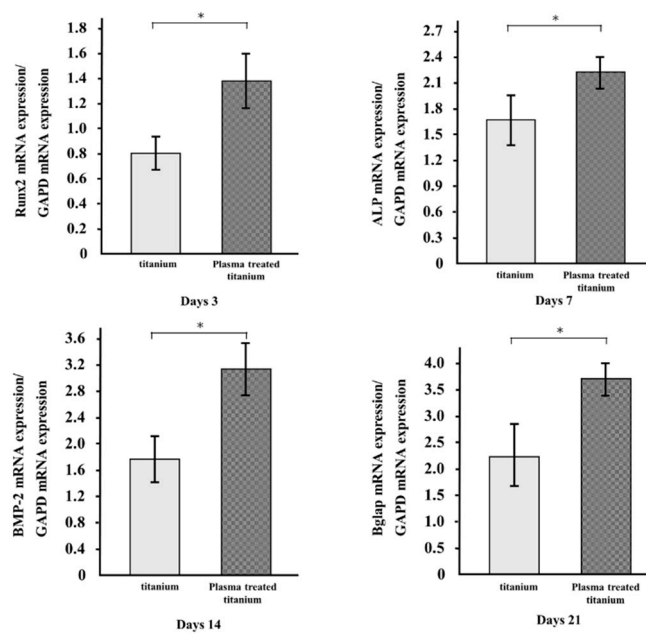 *
1.8
1.6
1.4
1.2
1.0
0.8
0.6
0.4
0.2
0
Runx2 mRNA expression/
GAPD mRNA expression
titanium
Plasma treated
titanium
Days 3
*
2.7
2.4
2.1
1.8
1.5
1.2
0.9
0.6
0.3
0
ALP mRNA expression/
GAPD mRNA expression
titanium
Plasma treated
titanium
Days 7
*
3.6
3.2
2.8
2.4
2.0
1.6
1.2
0.8
0.4
0
BMP-2 mRNA expression/
GAPD mRNA expression
titanium
Plasma treated
titanium
Days 14
*
4.0
3.5
3.0
2.5
2.0
1.5
1.0
0.5
0
Bglap mRNA expression/
GAPD mRNA expression
titanium
Plasma treated
titanium
Days 21